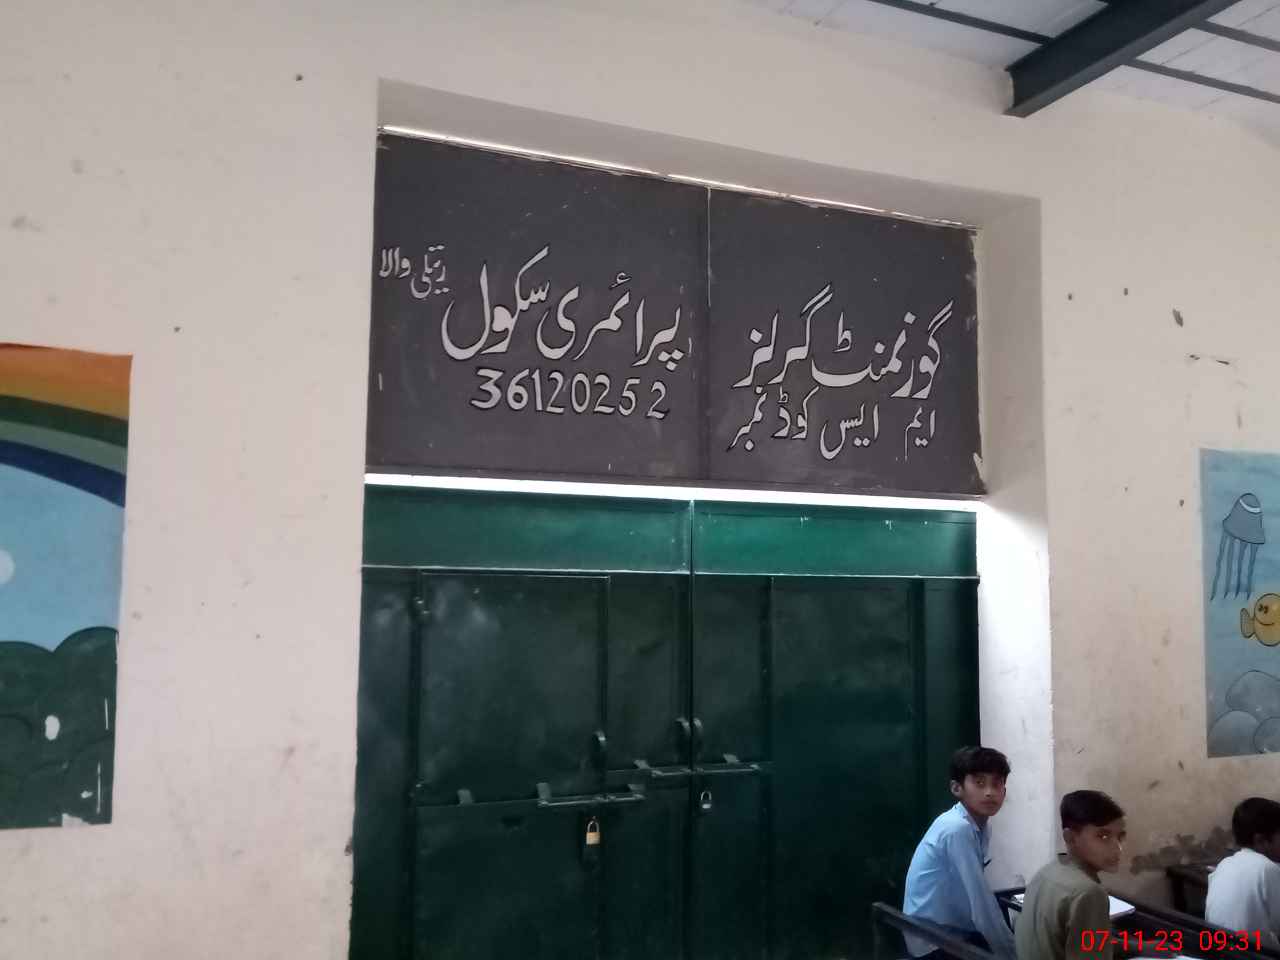 گورنمنٹ گرلز پرائمری سکول ریتلی والا
ایم ایس کوڈ نمبر 36120252
07-11-23 09:31